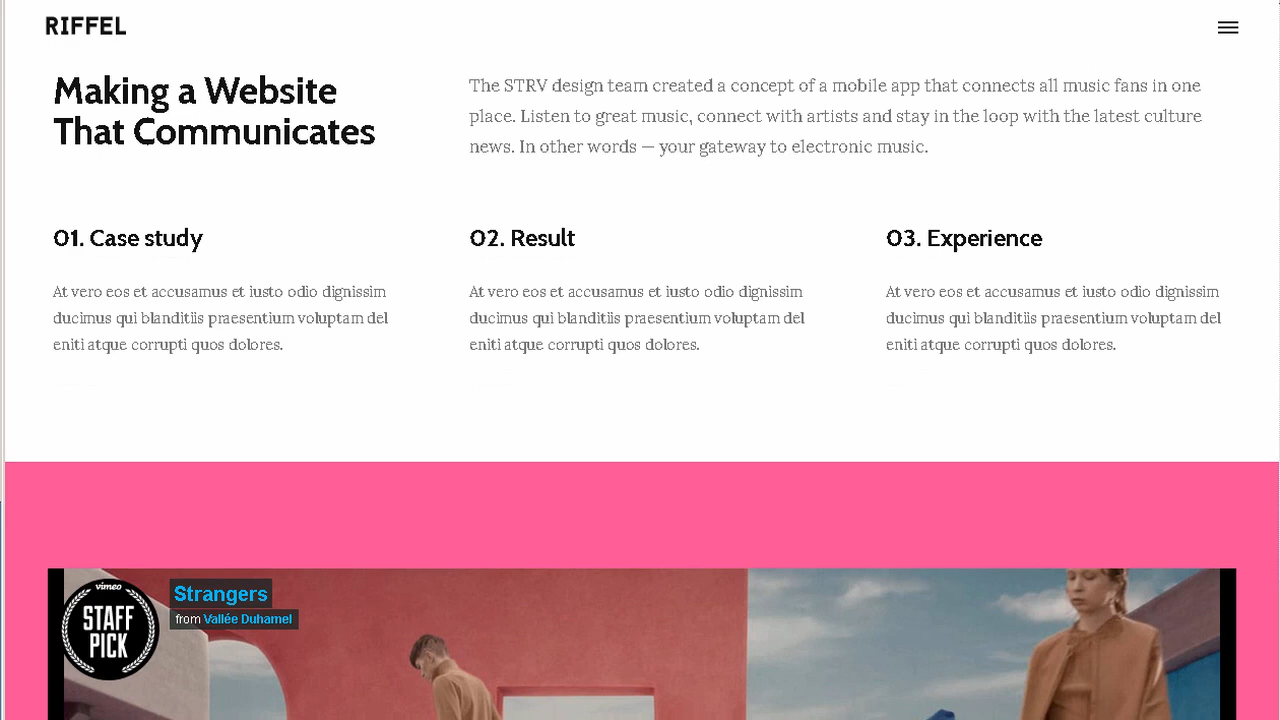 RIFFEL
Making a Website
That Communicates
The STRV design team created a concept of a mobile app that connects all music fans in one
place. Listen to great music, connect with artists and stay in the loop with the latest culture
news. In other words — your gateway to electronic music.
01. Case study
At vero eos et accusamus et iusto odio dignissim
ducimus qui blanditiis praesentium voluptam del
eniti atque corrupti quos dolores.
02. Result
At vero eos et accusamus et iusto odio dignissim
ducimus qui blanditiis praesentium voluptam del
eniti atque corrupti quos dolores.
03. Experience
At vero eos et accusamus et iusto odio dignissim
ducimus qui blanditiis praesentium voluptam del
eniti atque corrupti quos dolores.
vimeo
STAFF
PICK
Strangers
from Vallée Duhamel